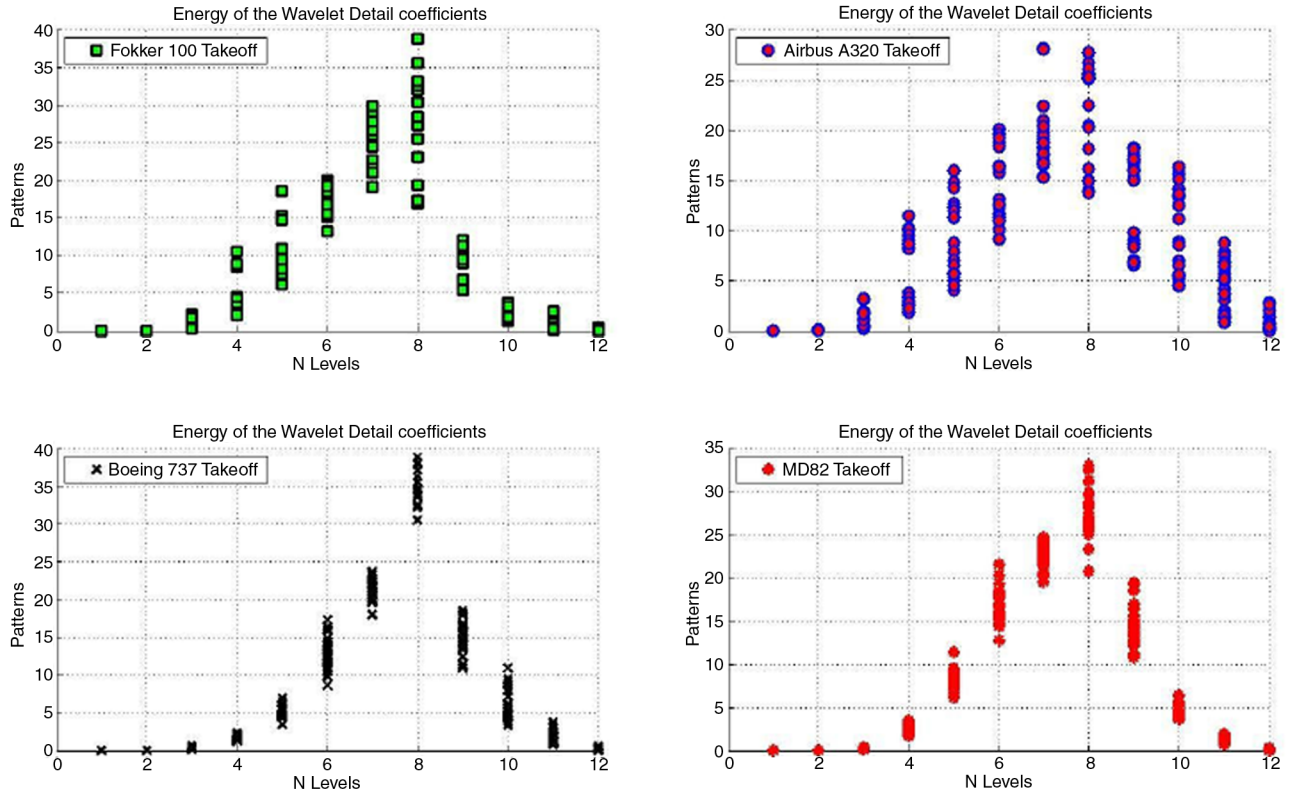 Energy of the Wavelet Detail coefficients
Fokker 100 Takeoff
40
35
30
25
20
15
10
5
0
Patterns
0 2 4 6 8 10 12
N Levels
Energy of the Wavelet Detail coefficients
Airbus A320 Takeoff
30
25
20
15
10
5
0
Patterns
0 2 4 6 8 10 12
N Levels
Energy of the Wavelet Detail coefficients
Boeing 737 Takeoff
40
35
30
25
20
15
10
5
0
Patterns
0 2 4 6 8 10 12
N Levels
Energy of the Wavelet Detail coefficients
MD82 Takeoff
35
30
25
20
15
10
5
0
Patterns
0 2 4 6 8 10 12
N Levels